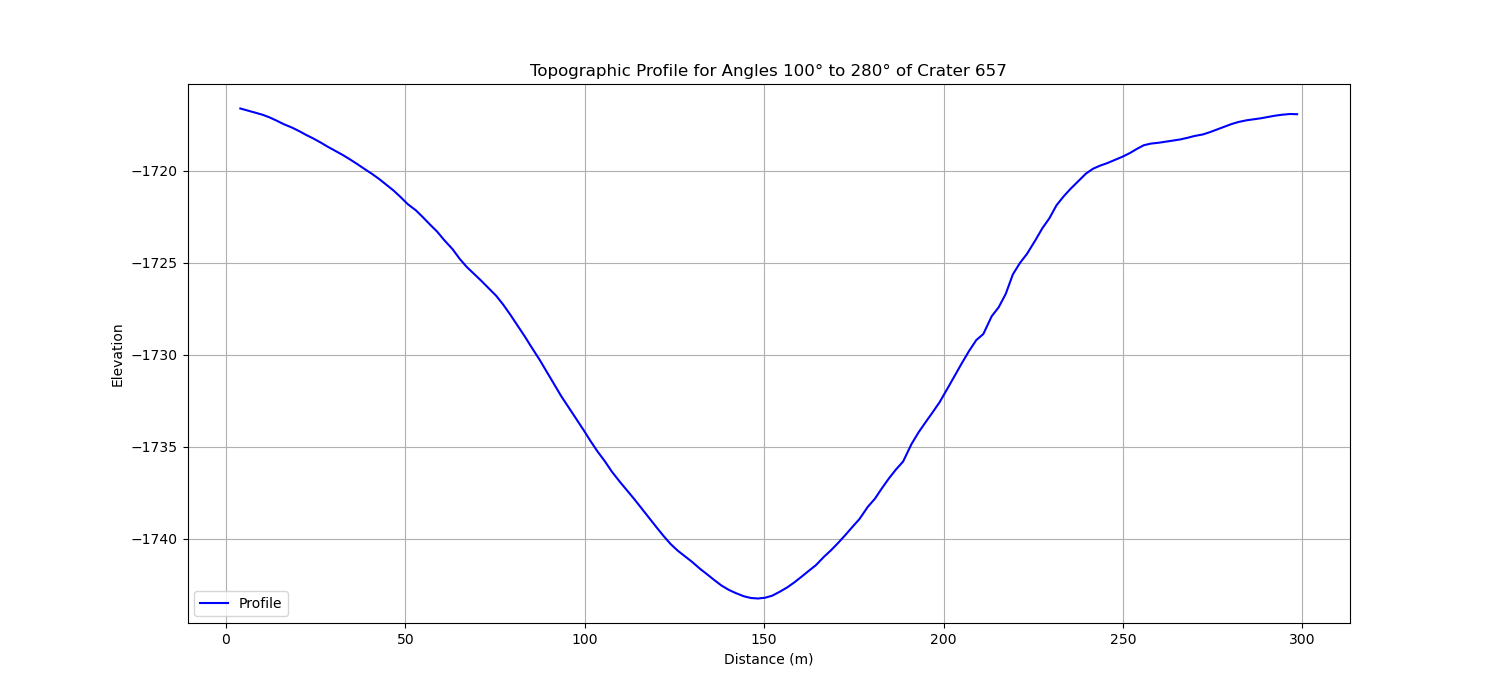 Topographic Profile for Angles 100° to 280° of Crater 657
−1720
−1725
−1730
−1735
−1740
Elevation
Profile
0 50 100 150 200 250 300
Distance (m)